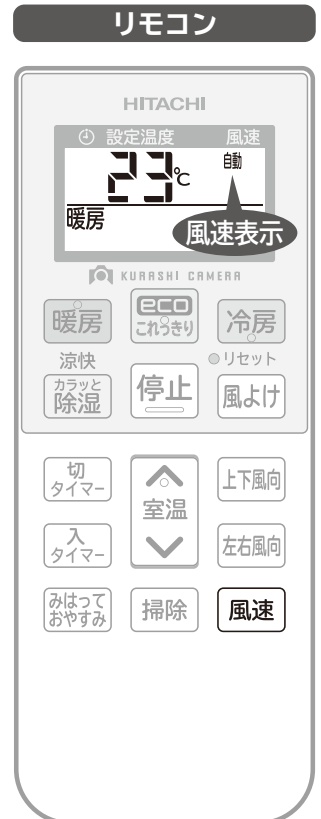 リモコン
HITACHI
設定温度 風速
23℃ 自動
暖房
風速表示
KURASHI CAMERA
暖房 eco これっきり 冷房
涼快 リセット
カラッと除湿 停止 風よけ
切タイマー 室温 上下風向
入タイマー 左右風向
みはっておやすみ 掃除 風速